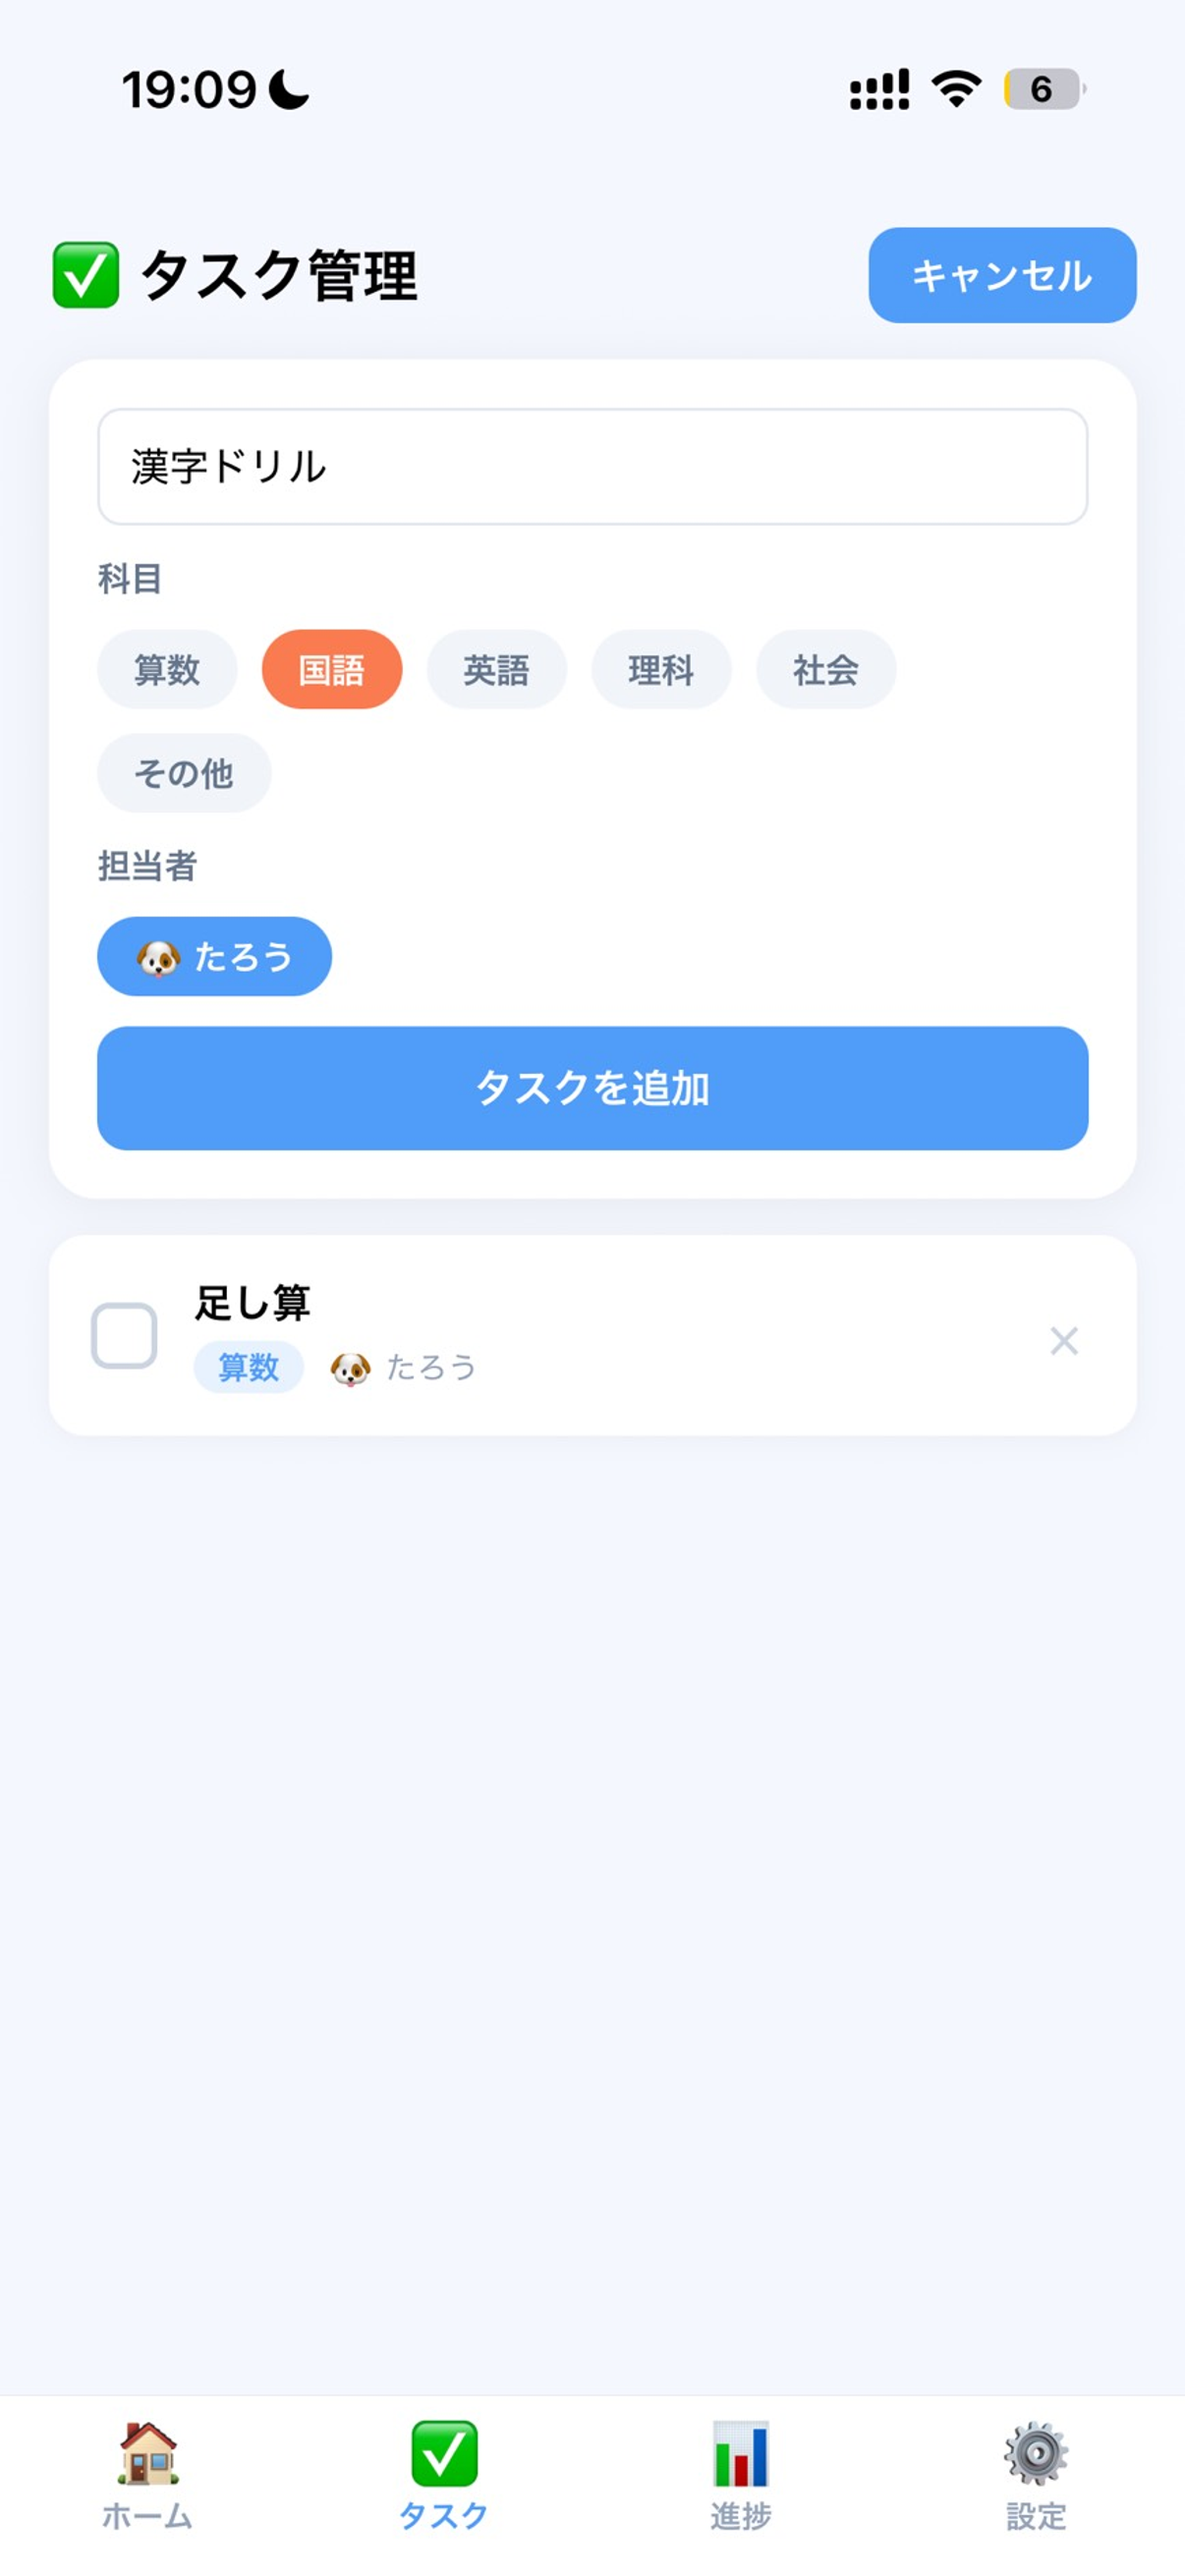 19:09
6
タスク管理
キャンセル
漢字ドリル
科目
算数 国語 英語 理科 社会
その他
担当者
たろう
タスクを追加
足し算
算数 たろう
ホーム タスク 進捗 設定